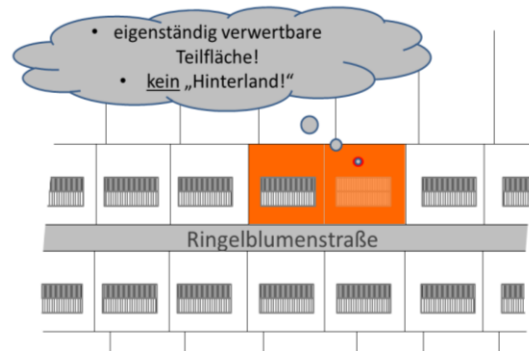 • eigenständig verwertbare
Teilfläche!
• kein „Hinterland!“
Ringelblumenstraße